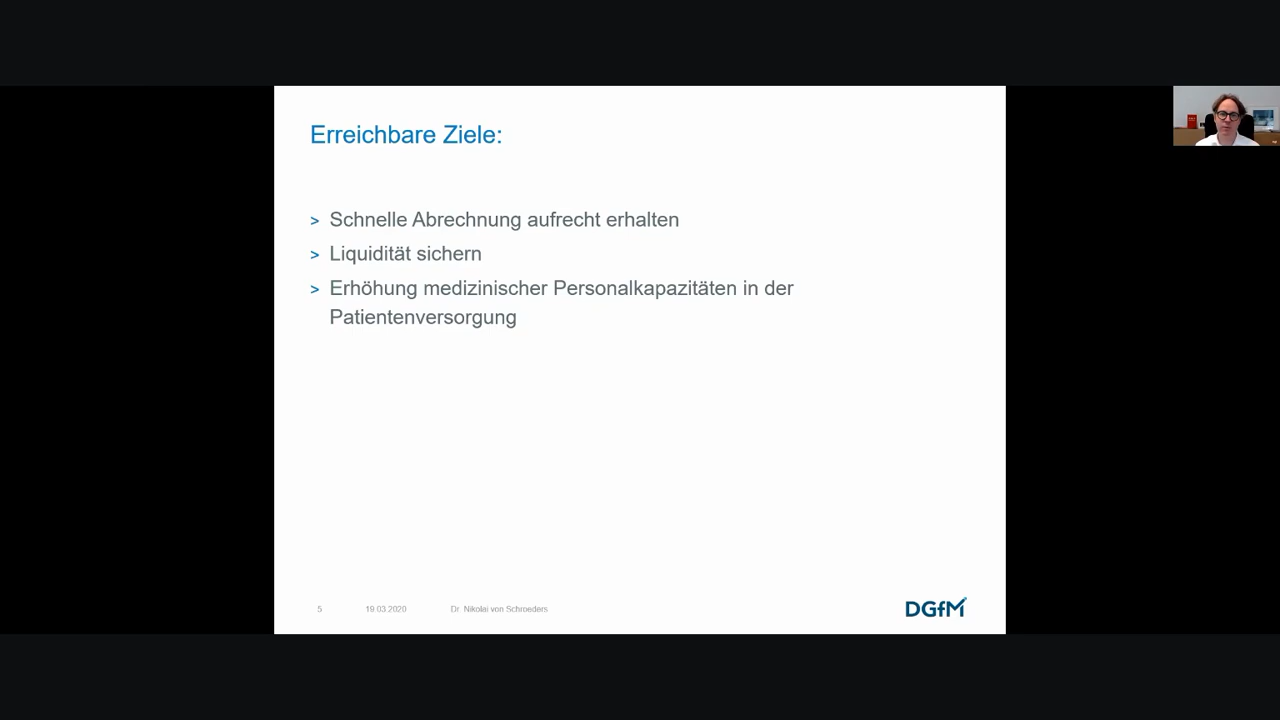 Erreichbare Ziele:
> Schnelle Abrechnung aufrecht erhalten
> Liquidität sichern
> Erhöhung medizinischer Personalkapazitäten in der
Patientenversorgung
5 19.03.2020 Dr. Nikolai von Schroeders
DGfM